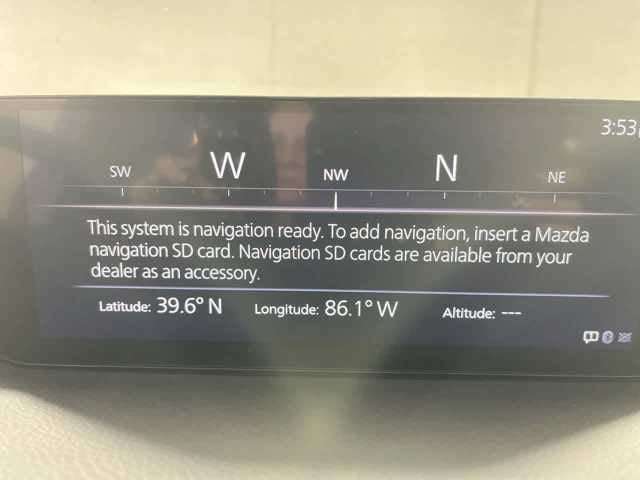 3:53
SW W NW N NE
This system is navigation ready. To add navigation, insert a Mazda
navigation SD card. Navigation SD cards are available from your
dealer as an accessory.
Latitude: 39.6° N Longitude: 86.1° W Altitude: ---